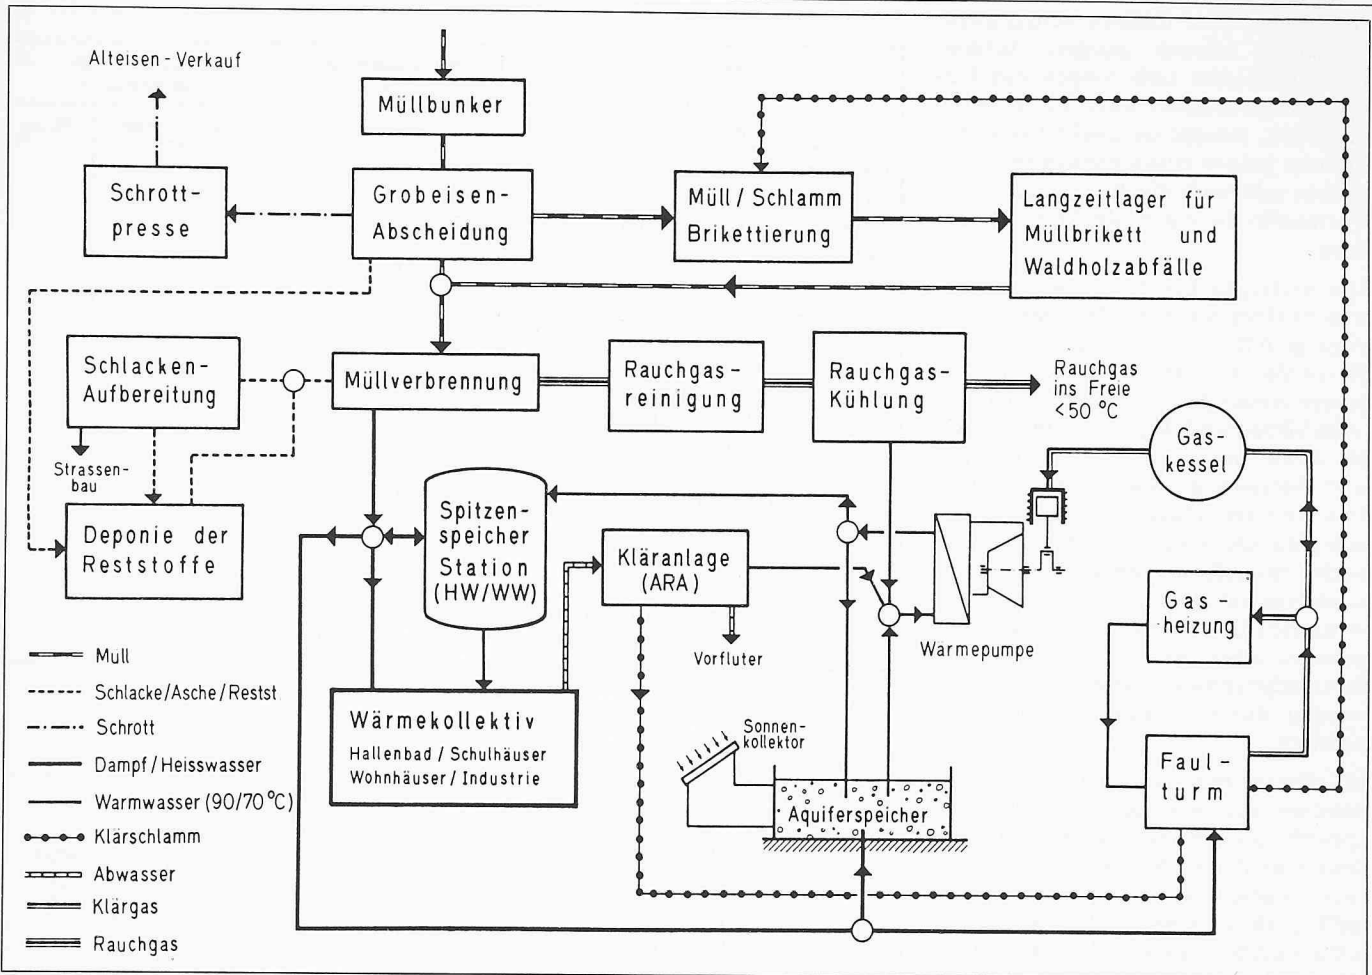 Alteisen-Verkauf
Müllbunker
Schrott-
presse
Grobeisen-
Abscheidung
Müll/Schlamm
Brikettierung
Langzeitlager für
Müllbrikett und
Waldholzabfälle
Schlacken-
Aufbereitung
Müllverbrennung
Rauchgas-
reinigung
Rauchgas-
Kühlung
Rauchgas
ins Freie
<50 °C
Gas-
kessel
Strassen-
bau
Deponie der
Reststoffe
Spitzen-
speicher
Station
(HW/WW)
Kläranlage
(ARA)
Vorfluter
Wärmepumpe
Gas-
heizung
Wärmekollektiv
Hallenbad / Schulhäuser
Wohnhäuser / Industrie
Sonnen-
kollektor
Aquiferspeicher
Faul-
turm
Mull
Schlacke/Asche/Restst.
Schrott
Dampf/Heisswasser
Warmwasser (90/70 °C)
Klärschlamm
Abwasser
Klärgas
Rauchgas